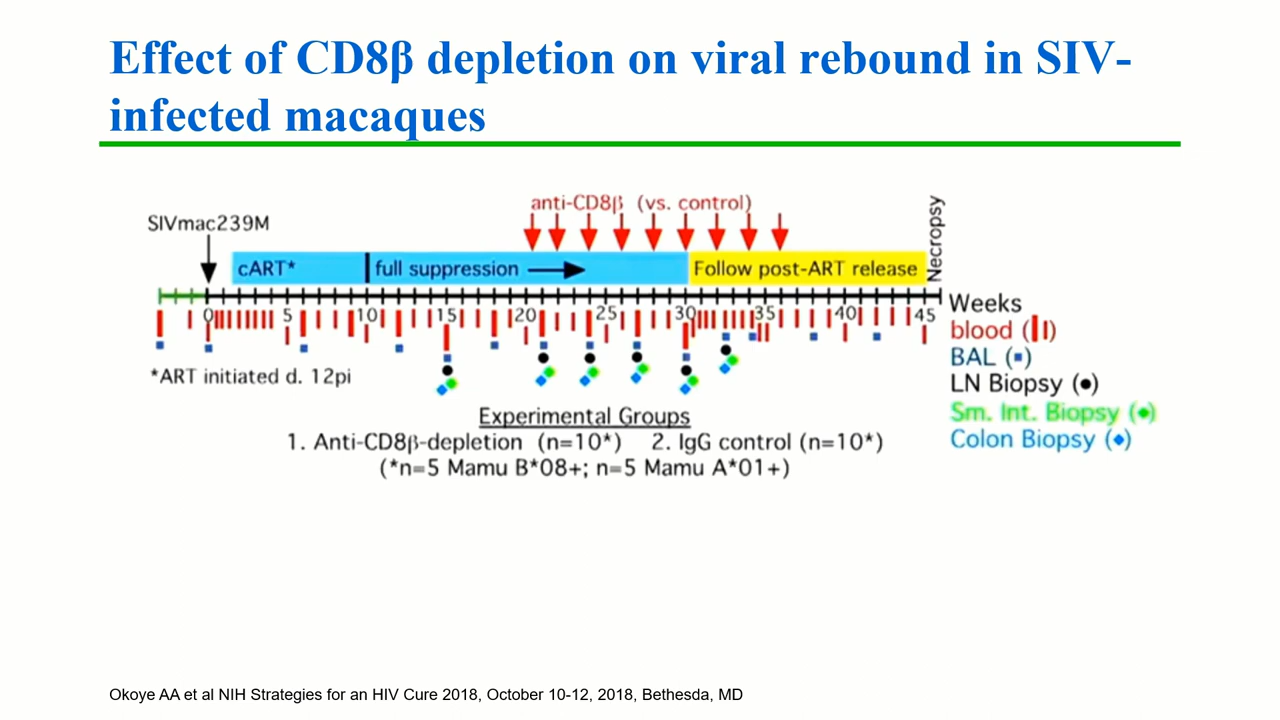 Effect of CD8β depletion on viral rebound in SIV-
infected macaques
anti-CD8β (vs. control)
SIVmac239M
Necropsy
cART*
full suppression
Follow post-ART release
0 5 10 15 20 25 30 35 40 45
Weeks
blood ( )
BAL (▪)
*ART initiated d. 12pi
LN Biopsy (●)
Sm. Int. Biopsy (●)
Colon Biopsy (◆)
Experimental Groups
1. Anti-CD8β-depletion (n=10*) 2. IgG control (n=10*)
(*n=5 Mamu B*08+; n=5 Mamu A*01+)
Okoye AA et al NIH Strategies for an HIV Cure 2018, October 10-12, 2018, Bethesda, MD